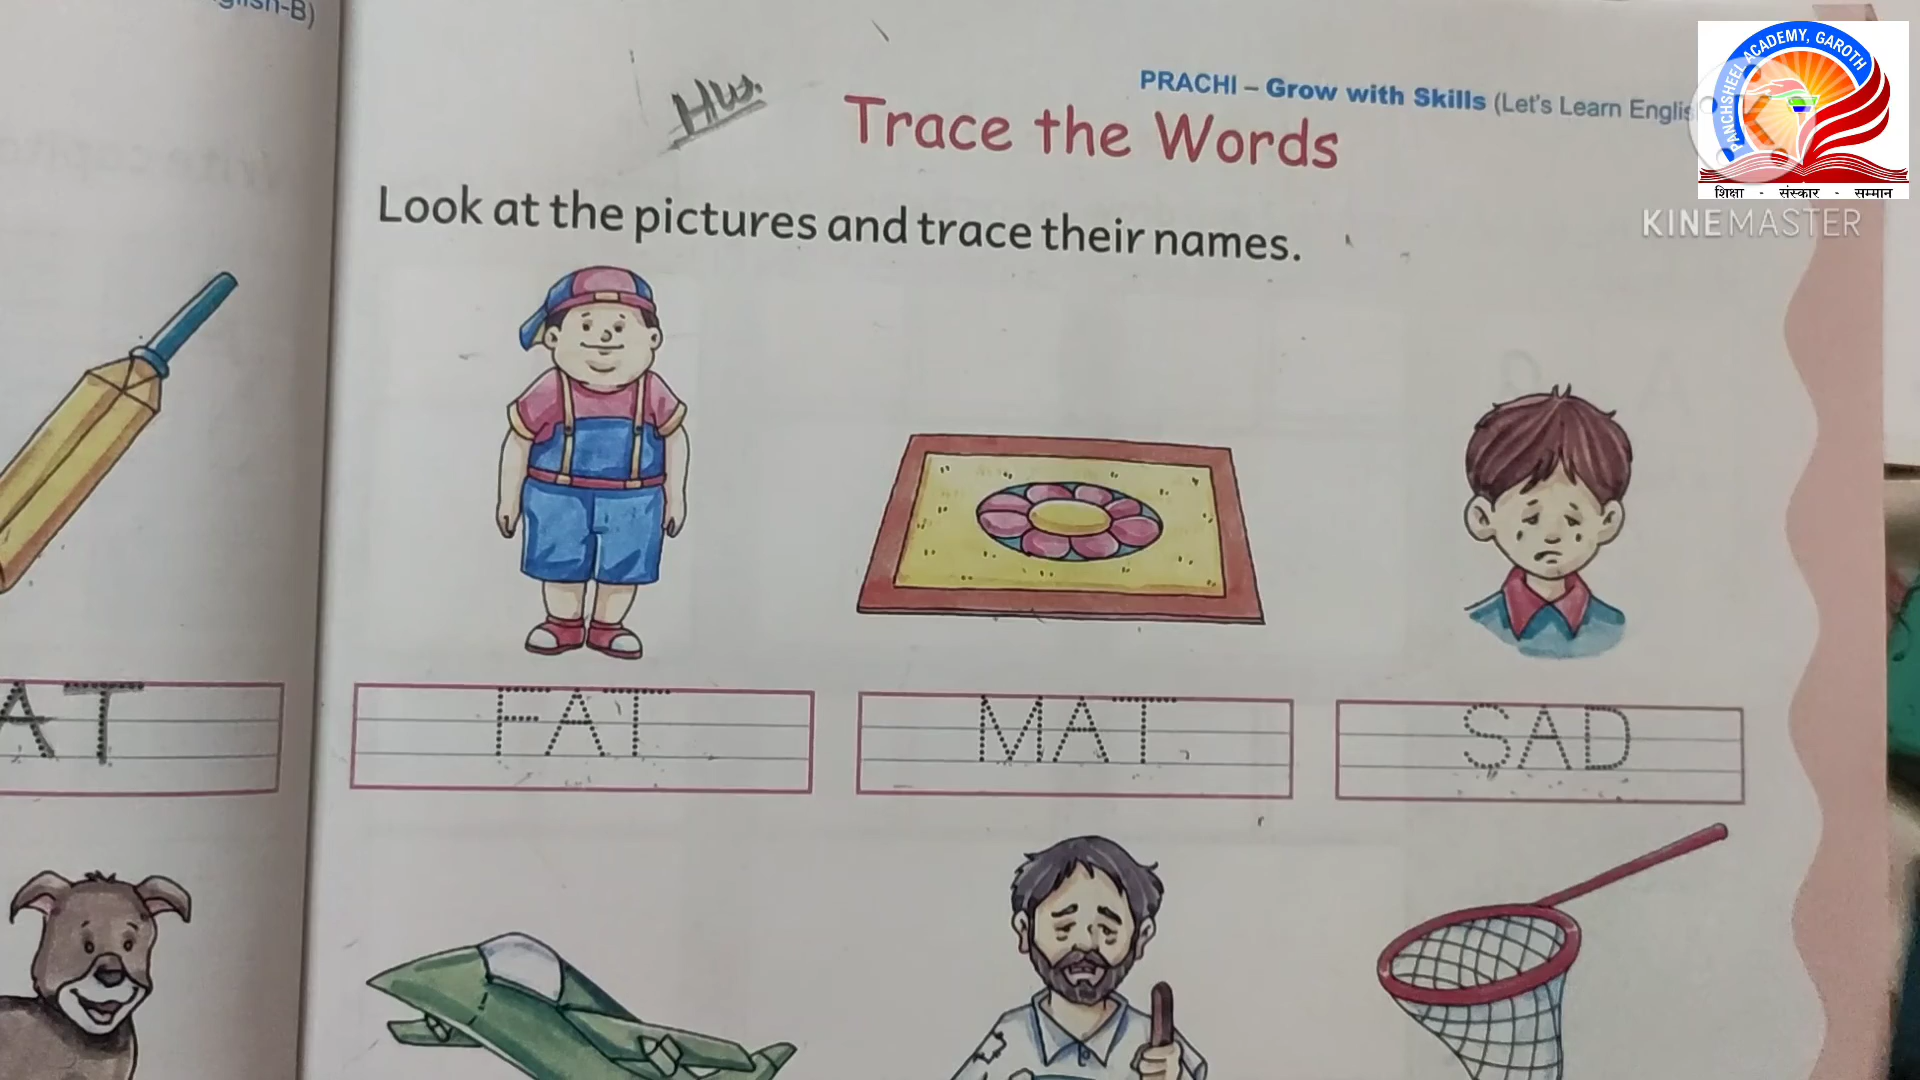 glish-B)
AT
Hw.
PRACHI – Grow with Skills (Let's Learn Englis
Trace the Words
Look at the pictures and trace their names.
FAT
MAT
SAD
PANCHSHEEL ACADEMY, GAROTH
शिक्षा - संस्कार - सम्मान
KINEMASTER